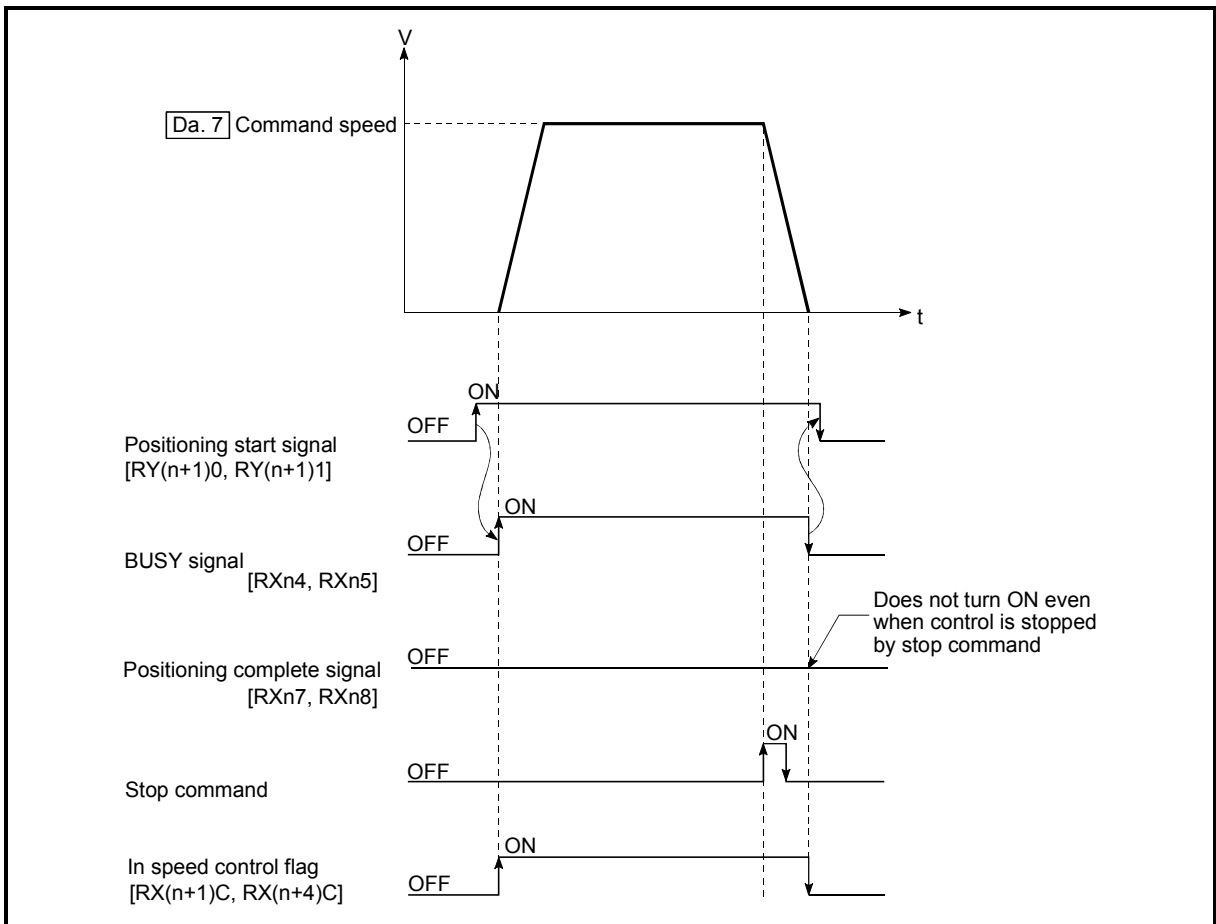 V
Da. 7 Command speed
t
ON
OFF
Positioning start signal
[RY(n+1)0, RY(n+1)1]
ON
OFF
BUSY signal
[RXn4, RXn5]
Does not turn ON even
when control is stopped
by stop command
OFF
Positioning complete signal
[RXn7, RXn8]
ON
OFF
Stop command
ON
In speed control flag
OFF
[RX(n+1)C, RX(n+4)C]